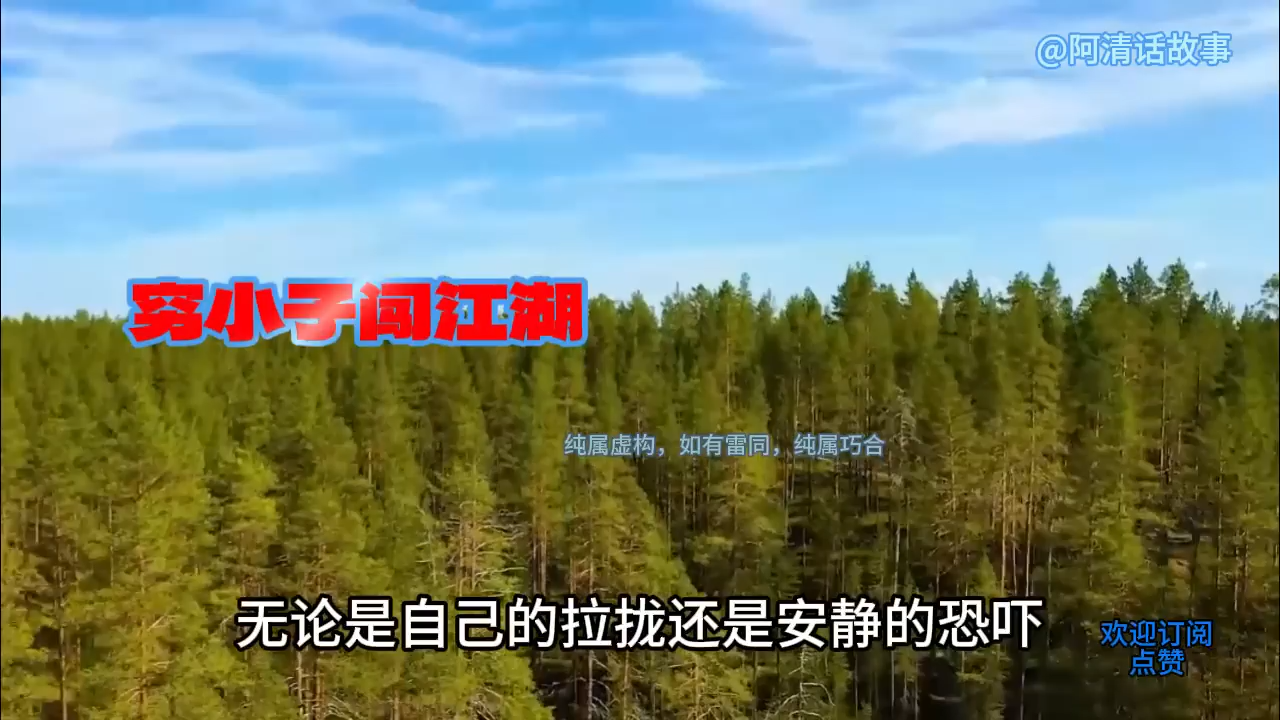 @阿清话故事
穷小子闯江湖
纯属虚构，如有雷同，纯属巧合
无论是自己的拉拢还是安静的恐吓
欢迎订阅
点赞